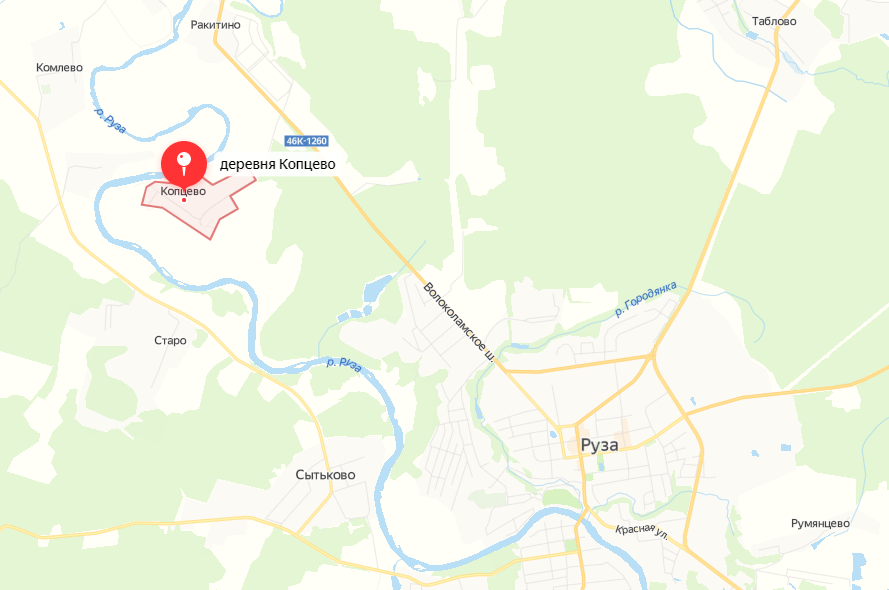 Ракитино
Таблово
Комлево
р. Руза
46К-1260
деревня Копцево
Копцево
р. Городянка
Волоколамское ш.
Старо
р. Руза
Руза
Сытьково
Красная ул.
Румянцево